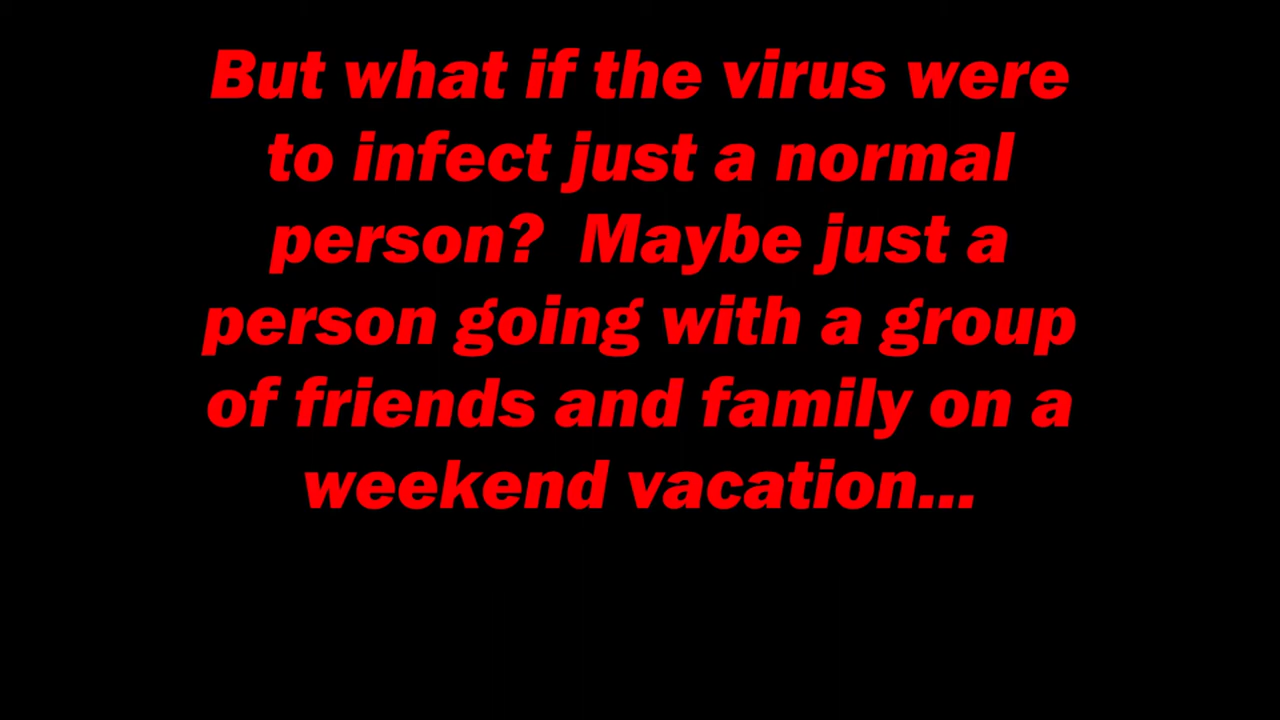 But what if the virus were
to infect just a normal
person?  Maybe just a
person going with a group
of friends and family on a
weekend vacation...